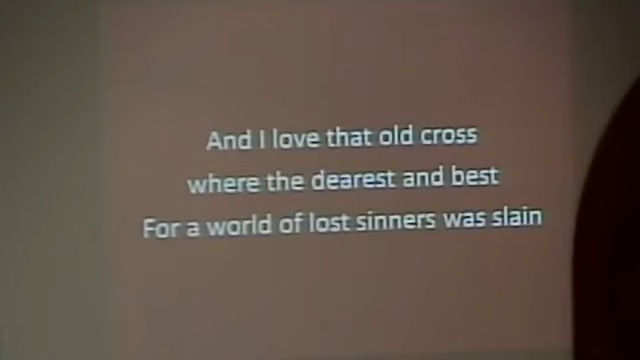 And I love that old cross
where the dearest and best
For a world of lost sinners was slain